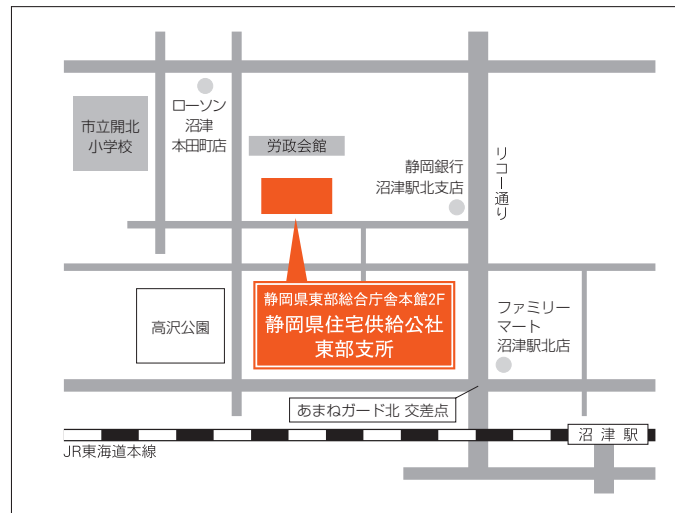 市立開北
小学校
ローソン
沼津
本田町店
労政会館
静岡銀行
沼津駅北支店
リコー通り
静岡県東部総合庁舎本館2F
静岡県住宅供給公社
東部支所
高沢公園
ファミリー
マート
沼津駅北店
あまねガード北 交差点
沼津駅
JR東海道本線